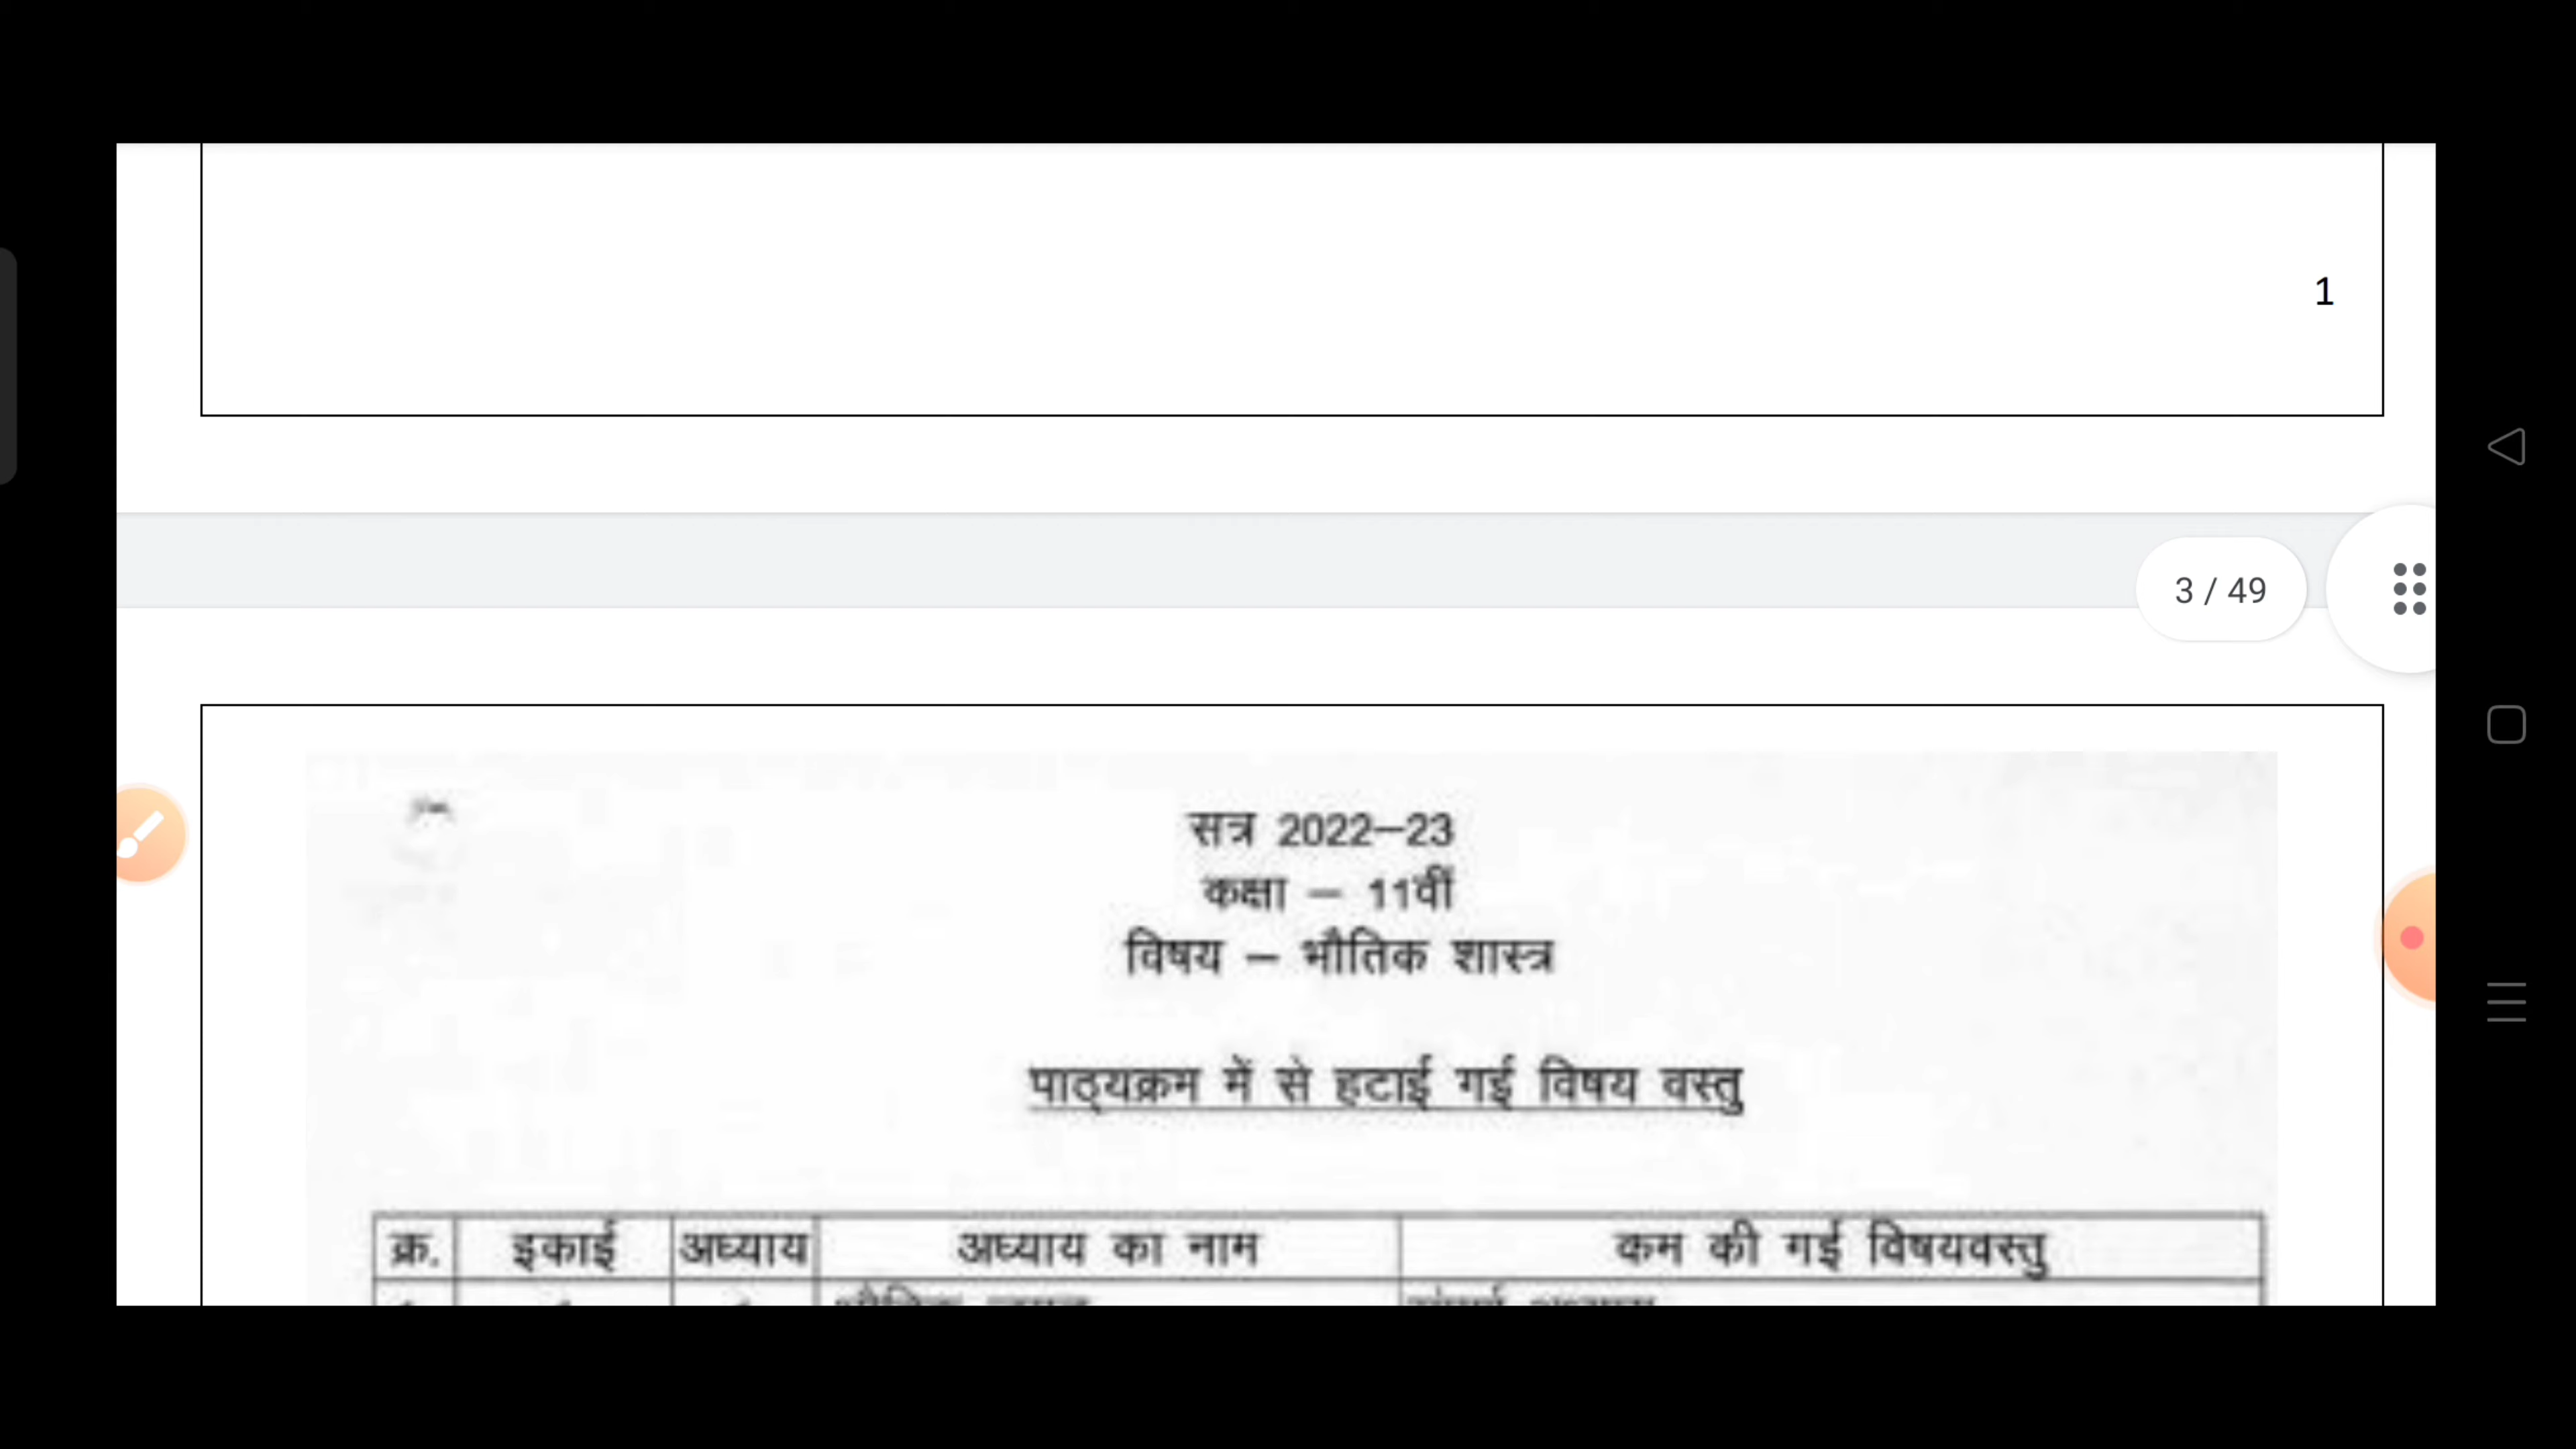 1
3 / 49
सत्र 2022–23
कक्षा – 11वीं
विषय – भौतिक शास्त्र
पाठ्यक्रम में से हटाई गई विषय वस्तु
क्र. इकाई अध्याय अध्याय का नाम कम की गई विषयवस्तु